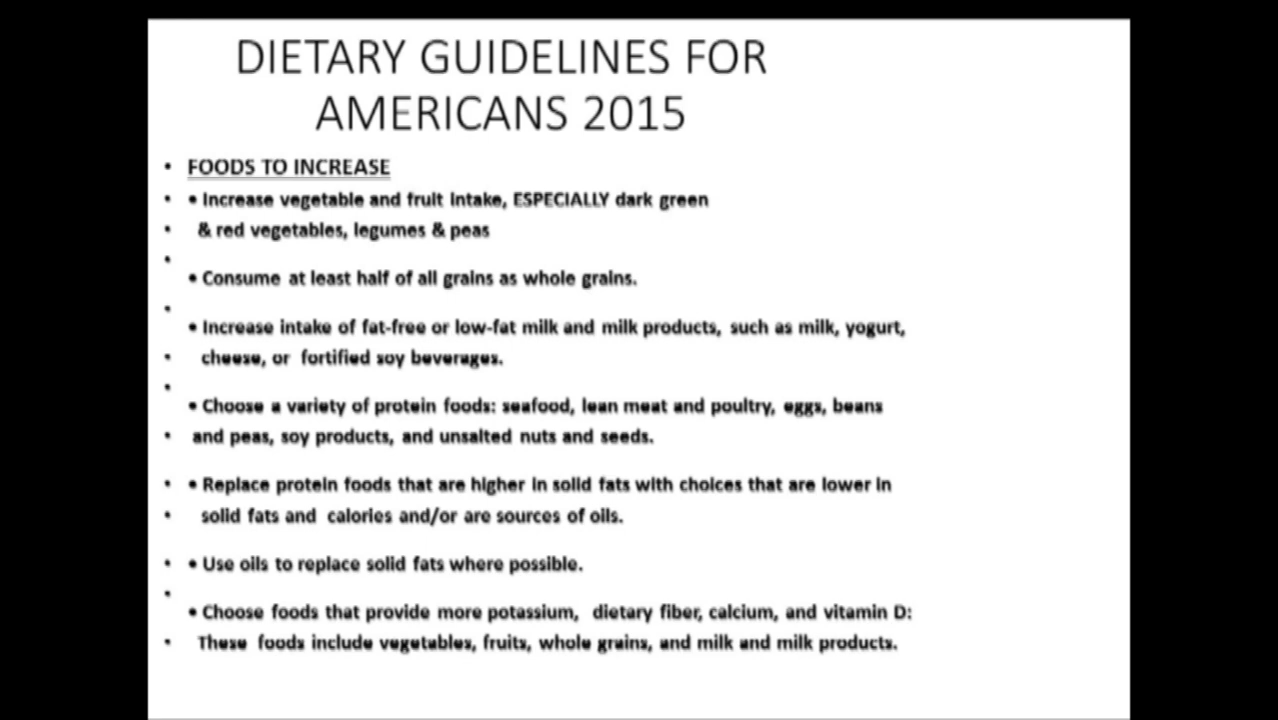 DIETARY GUIDELINES FOR
AMERICANS 2015
• FOODS TO INCREASE
• • Increase vegetable and fruit intake, ESPECIALLY dark green
• & red vegetables, legumes & peas
•
• Consume at least half of all grains as whole grains.
•
• Increase intake of fat-free or low-fat milk and milk products, such as milk, yogurt,
• cheese, or fortified soy beverages.
•
• Choose a variety of protein foods: seafood, lean meat and poultry, eggs, beans
• and peas, soy products, and unsalted nuts and seeds.
• • Replace protein foods that are higher in solid fats with choices that are lower in
• solid fats and calories and/or are sources of oils.
• • Use oils to replace solid fats where possible.
•
• Choose foods that provide more potassium, dietary fiber, calcium, and vitamin D:
• These foods include vegetables, fruits, whole grains, and milk and milk products.